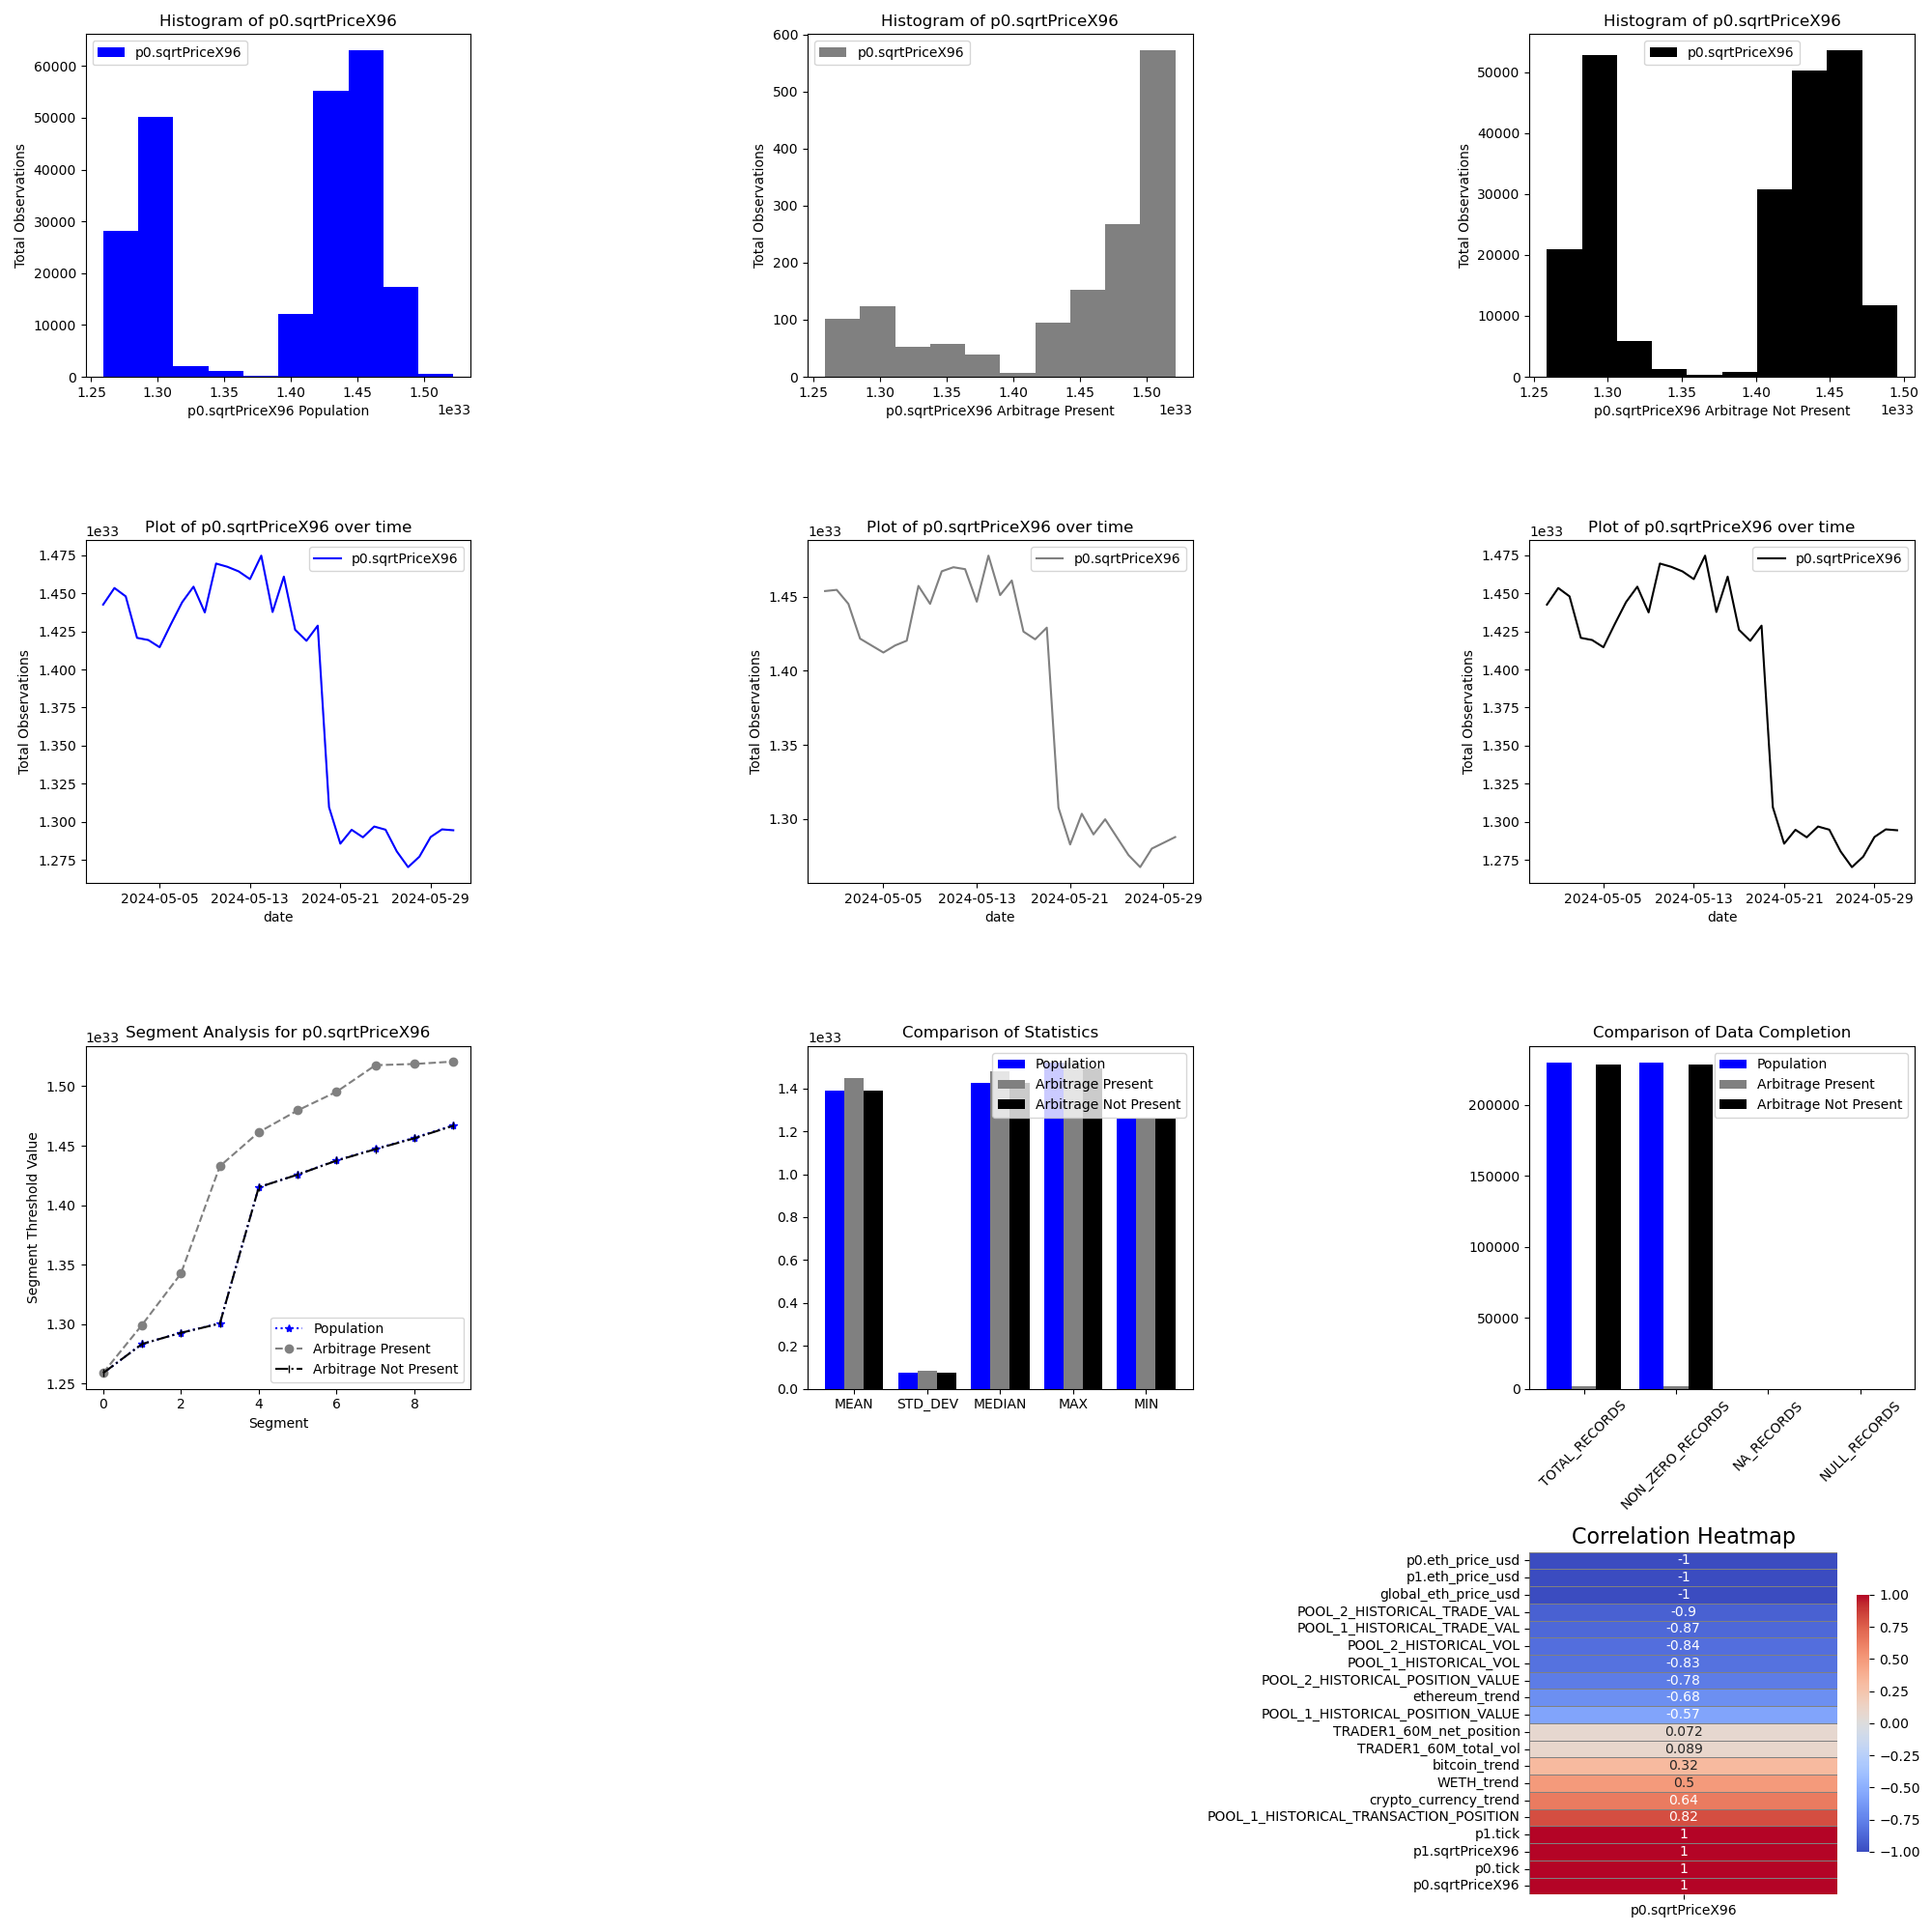 Histogram of p0.sqrtPriceX96
p0.sqrtPriceX96
60000
50000
40000
30000
20000
10000
0
Total Observations
1.25 1.30 1.35 1.40 1.45 1.50
1e33
p0.sqrtPriceX96 Population
Histogram of p0.sqrtPriceX96
p0.sqrtPriceX96
600
500
400
300
200
100
0
Total Observations
1.25 1.30 1.35 1.40 1.45 1.50
1e33
p0.sqrtPriceX96 Arbitrage Present
Histogram of p0.sqrtPriceX96
p0.sqrtPriceX96
50000
40000
30000
20000
10000
0
Total Observations
1.25 1.30 1.35 1.40 1.45 1.50
1e33
p0.sqrtPriceX96 Arbitrage Not Present
Plot of p0.sqrtPriceX96 over time
1e33
p0.sqrtPriceX96
1.475
1.450
1.425
1.400
1.375
1.350
1.325
1.300
1.275
Total Observations
2024-05-05 2024-05-13 2024-05-21 2024-05-29
date
Plot of p0.sqrtPriceX96 over time
1e33
p0.sqrtPriceX96
1.45
1.40
1.35
1.30
Total Observations
2024-05-05 2024-05-13 2024-05-21 2024-05-29
date
Plot of p0.sqrtPriceX96 over time
1e33
p0.sqrtPriceX96
1.475
1.450
1.425
1.400
1.375
1.350
1.325
1.300
1.275
Total Observations
2024-05-05 2024-05-13 2024-05-21 2024-05-29
date
Segment Analysis for p0.sqrtPriceX96
1e33
1.50
1.45
1.40
1.35
1.30
1.25
Segment Threshold Value
Population
Arbitrage Present
Arbitrage Not Present
0 2 4 6 8
Segment
Comparison of Statistics
1e33
Population
Arbitrage Present
Arbitrage Not Present
1.4
1.2
1.0
0.8
0.6
0.4
0.2
0.0
MEAN STD_DEV MEDIAN MAX MIN
Comparison of Data Completion
Population
Arbitrage Present
Arbitrage Not Present
200000
150000
100000
50000
0
TOTAL_RECORDS
NON_ZERO_RECORDS
NA_RECORDS
NULL_RECORDS
Correlation Heatmap
p0.eth_price_usd -1
p1.eth_price_usd -1
global_eth_price_usd -1
POOL_2_HISTORICAL_TRADE_VAL -0.9
POOL_1_HISTORICAL_TRADE_VAL -0.87
POOL_2_HISTORICAL_VOL -0.84
POOL_1_HISTORICAL_VOL -0.83
POOL_2_HISTORICAL_POSITION_VALUE -0.78
ethereum_trend -0.68
POOL_1_HISTORICAL_POSITION_VALUE -0.57
TRADER1_60M_net_position 0.072
TRADER1_60M_total_vol 0.089
bitcoin_trend 0.32
WETH_trend 0.5
crypto_currency_trend 0.64
POOL_1_HISTORICAL_TRANSACTION_POSITION 0.82
p1.tick 1
p1.sqrtPriceX96 1
p0.tick 1
p0.sqrtPriceX96 1
p0.sqrtPriceX96
1.00
0.75
0.50
0.25
0.00
−0.25
−0.50
−0.75
−1.00